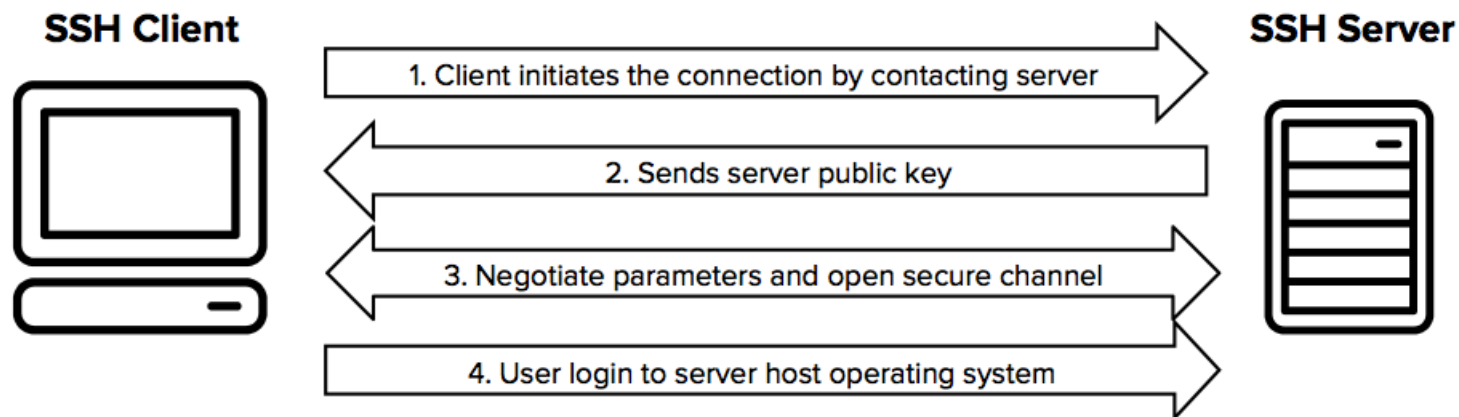 SSH Client
SSH Server
1. Client initiates the connection by contacting server
2. Sends server public key
3. Negotiate parameters and open secure channel
4. User login to server host operating system